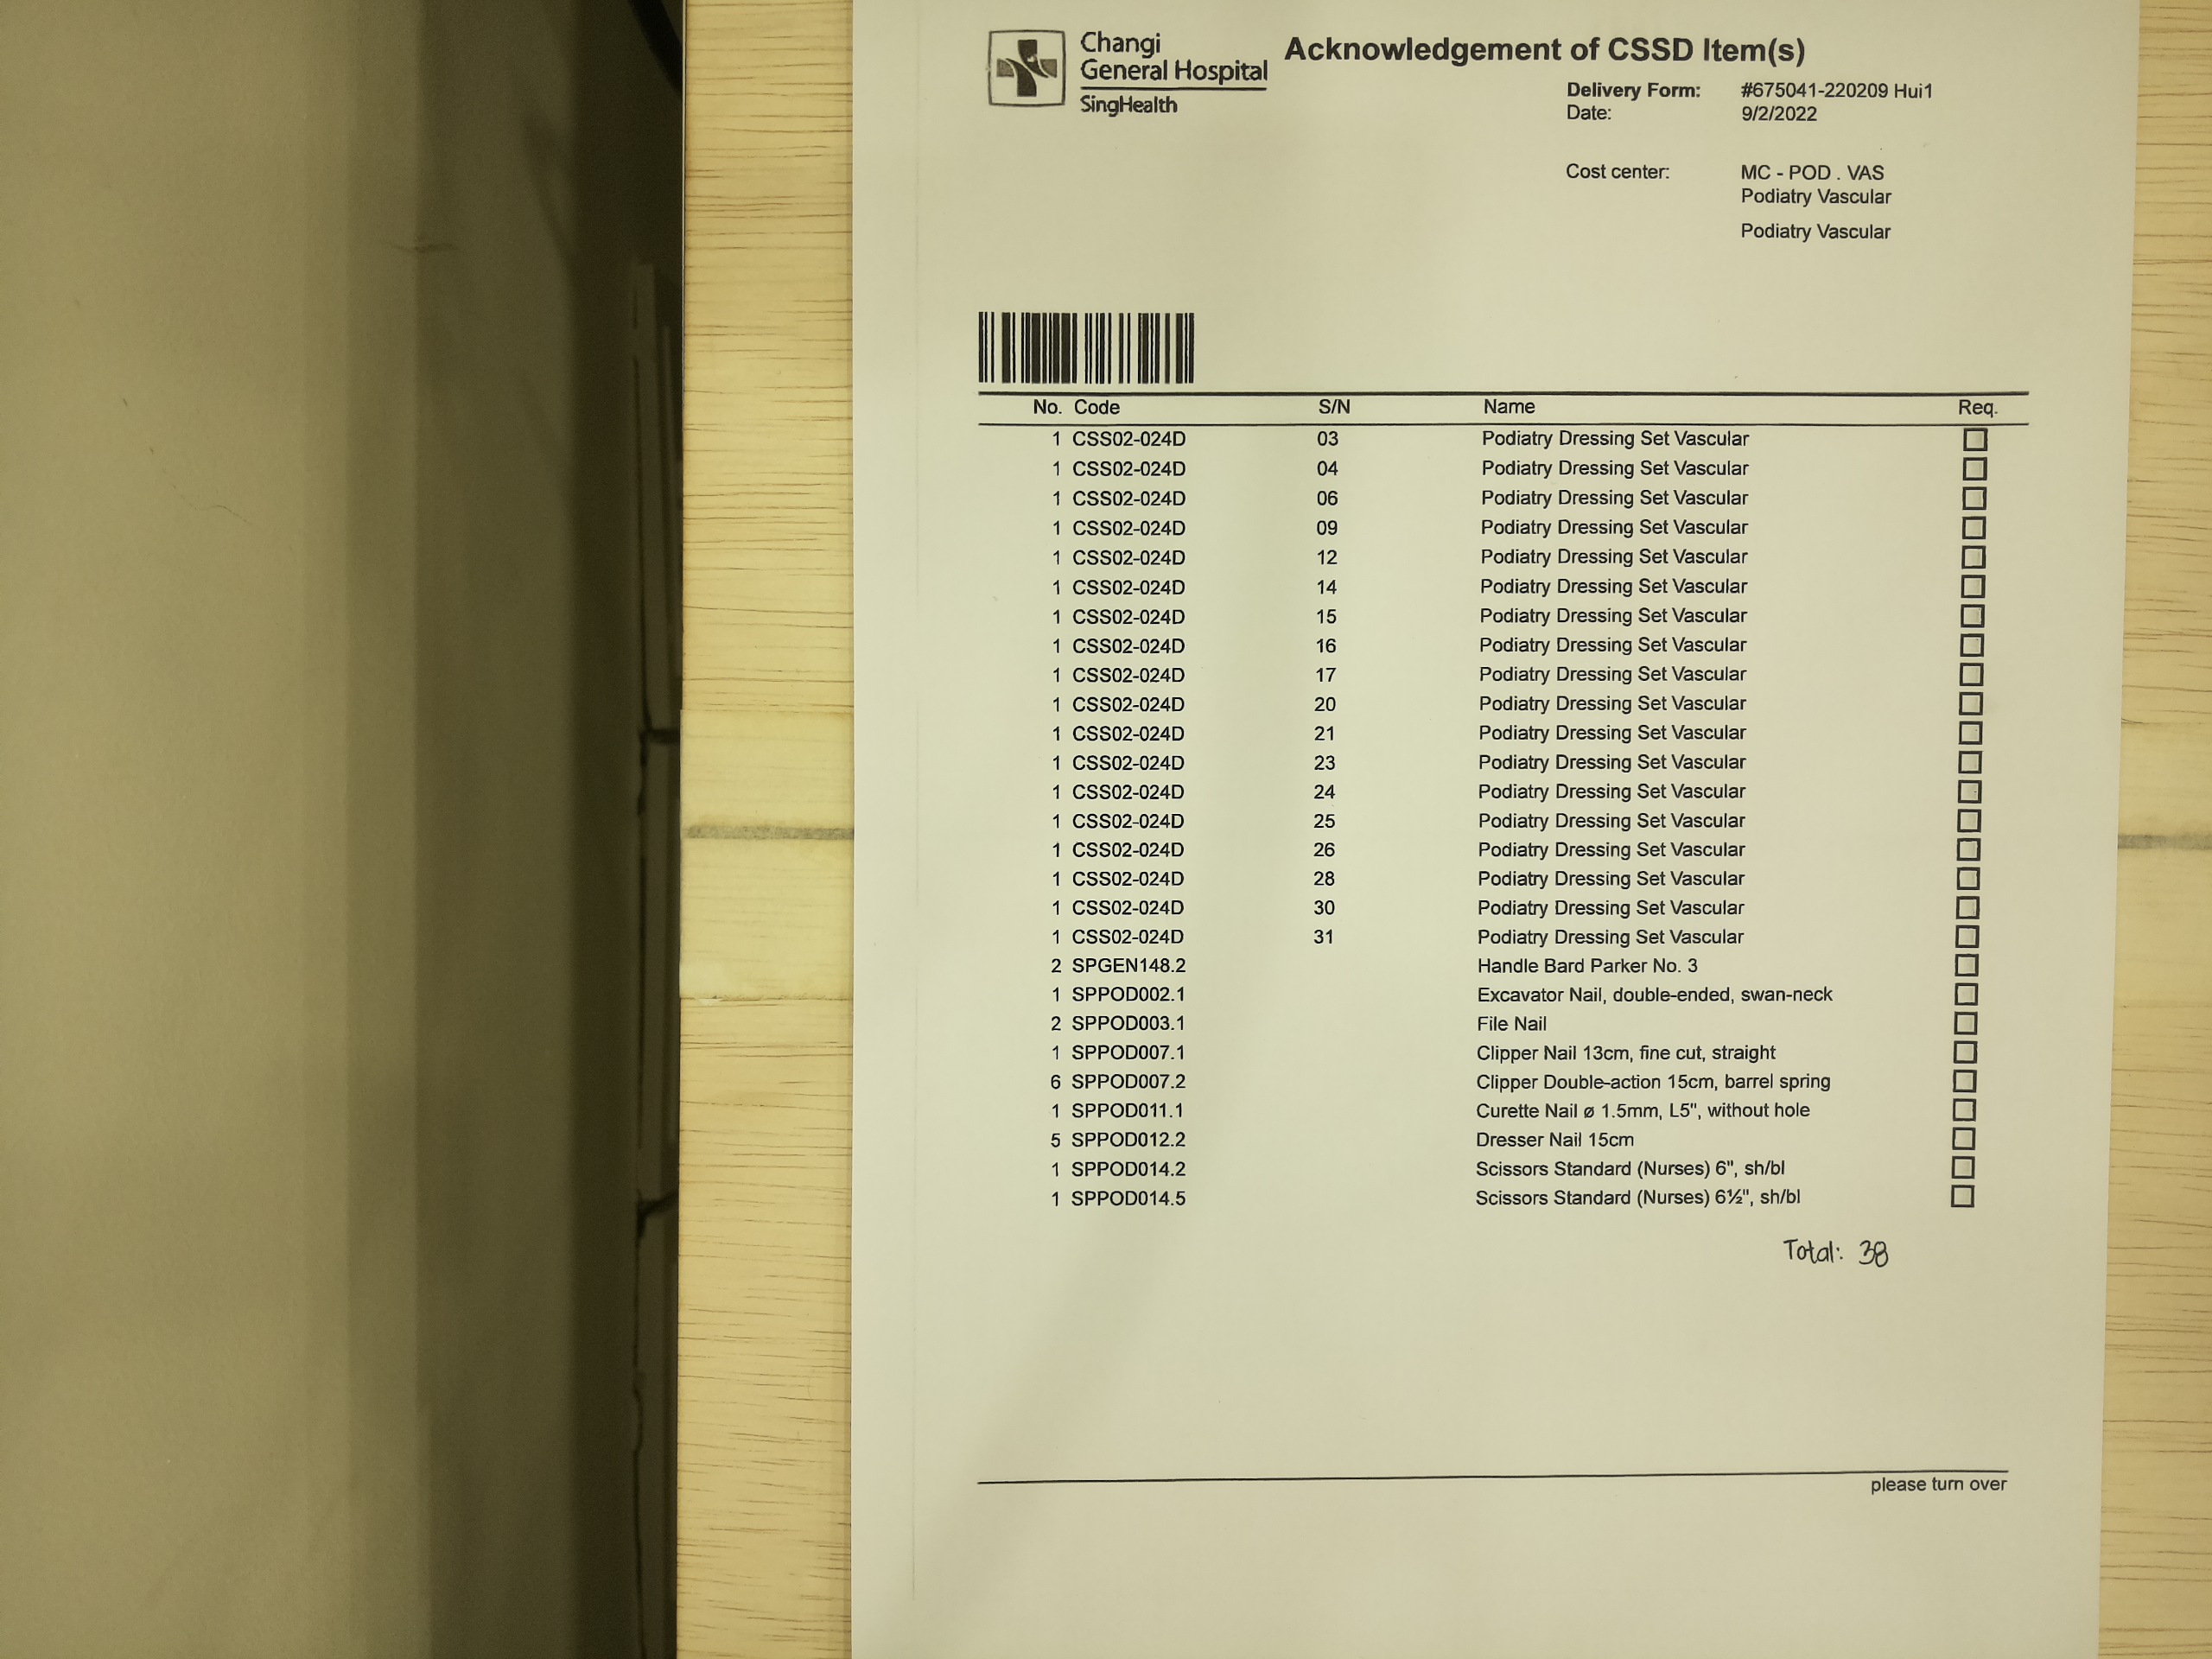 Changi
General Hospital
SingHealth
Acknowledgement of CSSD Item(s)
Delivery Form: #675041-220209 Hui1
Date: 9/2/2022
Cost center: MC - POD . VAS
Podiatry Vascular
Podiatry Vascular
No. Code S/N Name Req.
1 CSS02-024D 03 Podiatry Dressing Set Vascular
1 CSS02-024D 04 Podiatry Dressing Set Vascular
1 CSS02-024D 06 Podiatry Dressing Set Vascular
1 CSS02-024D 09 Podiatry Dressing Set Vascular
1 CSS02-024D 12 Podiatry Dressing Set Vascular
1 CSS02-024D 14 Podiatry Dressing Set Vascular
1 CSS02-024D 15 Podiatry Dressing Set Vascular
1 CSS02-024D 16 Podiatry Dressing Set Vascular
1 CSS02-024D 17 Podiatry Dressing Set Vascular
1 CSS02-024D 20 Podiatry Dressing Set Vascular
1 CSS02-024D 21 Podiatry Dressing Set Vascular
1 CSS02-024D 23 Podiatry Dressing Set Vascular
1 CSS02-024D 24 Podiatry Dressing Set Vascular
1 CSS02-024D 25 Podiatry Dressing Set Vascular
1 CSS02-024D 26 Podiatry Dressing Set Vascular
1 CSS02-024D 28 Podiatry Dressing Set Vascular
1 CSS02-024D 30 Podiatry Dressing Set Vascular
1 CSS02-024D 31 Podiatry Dressing Set Vascular
2 SPGEN148.2 Handle Bard Parker No. 3
1 SPPOD002.1 Excavator Nail, double-ended, swan-neck
2 SPPOD003.1 File Nail
1 SPPOD007.1 Clipper Nail 13cm, fine cut, straight
6 SPPOD007.2 Clipper Double-action 15cm, barrel spring
1 SPPOD011.1 Curette Nail ø 1.5mm, L5", without hole
5 SPPOD012.2 Dresser Nail 15cm
1 SPPOD014.2 Scissors Standard (Nurses) 6", sh/bl
1 SPPOD014.5 Scissors Standard (Nurses) 6½", sh/bl
Total: 38
please turn over